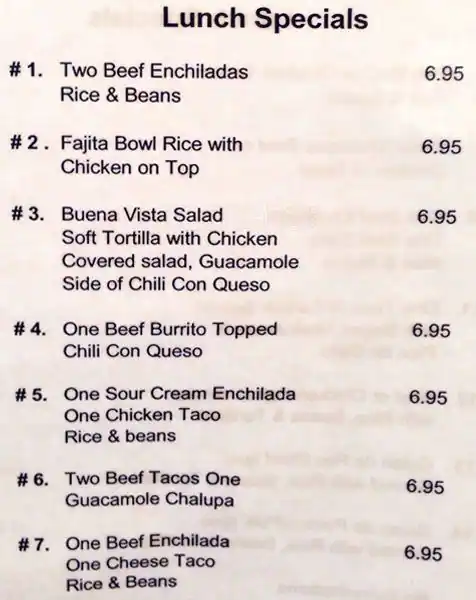 Lunch Specials
# 1. Two Beef Enchiladas 6.95
Rice & Beans
# 2 . Fajita Bowl Rice with 6.95
Chicken on Top
# 3. Buena Vista Salad 6.95
Soft Tortilla with Chicken
Covered salad, Guacamole
Side of Chili Con Queso
# 4. One Beef Burrito Topped 6.95
Chili Con Queso
# 5. One Sour Cream Enchilada 6.95
One Chicken Taco
Rice & beans
# 6. Two Beef Tacos One 6.95
Guacamole Chalupa
# 7. One Beef Enchilada 6.95
One Cheese Taco
Rice & Beans